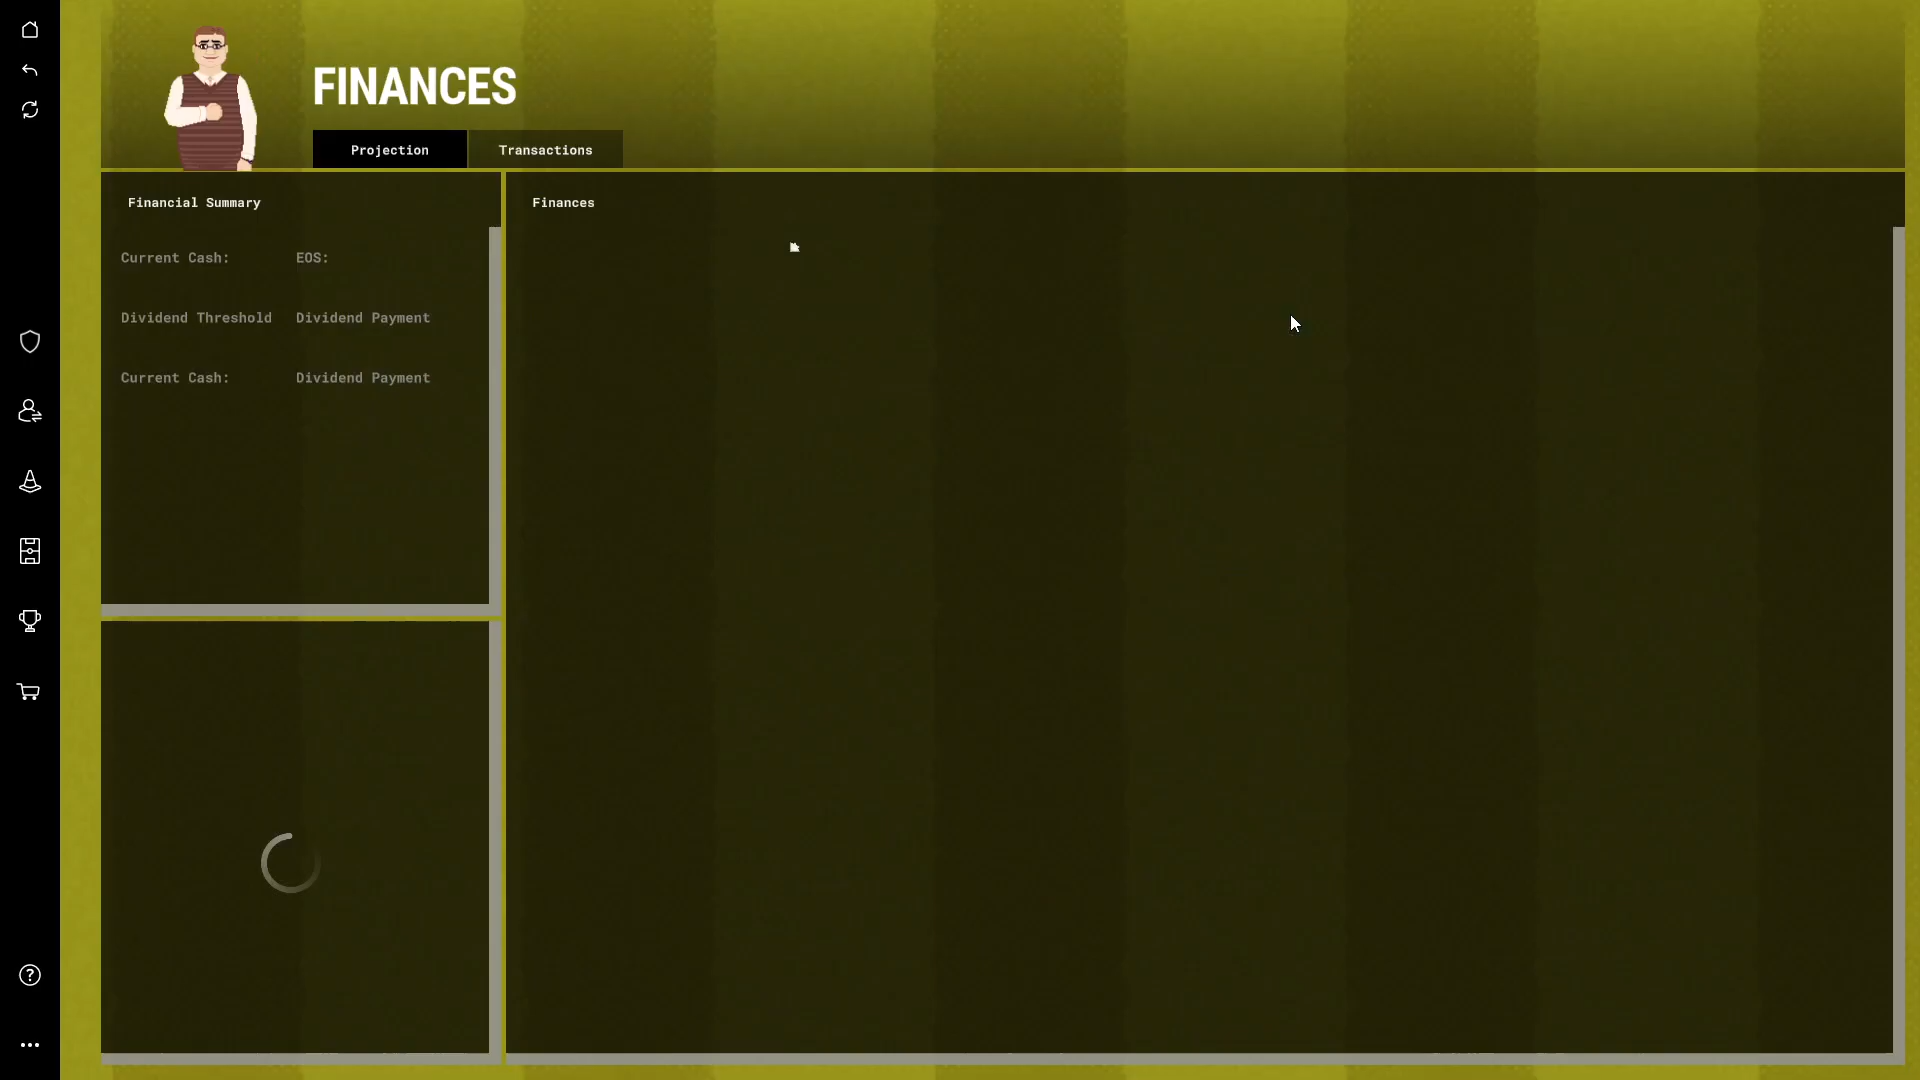 FINANCES
Projection
Transactions
Financial Summary
Current Cash:
EOS:
Dividend Threshold
Dividend Payment
Current Cash:
Dividend Payment
Finances